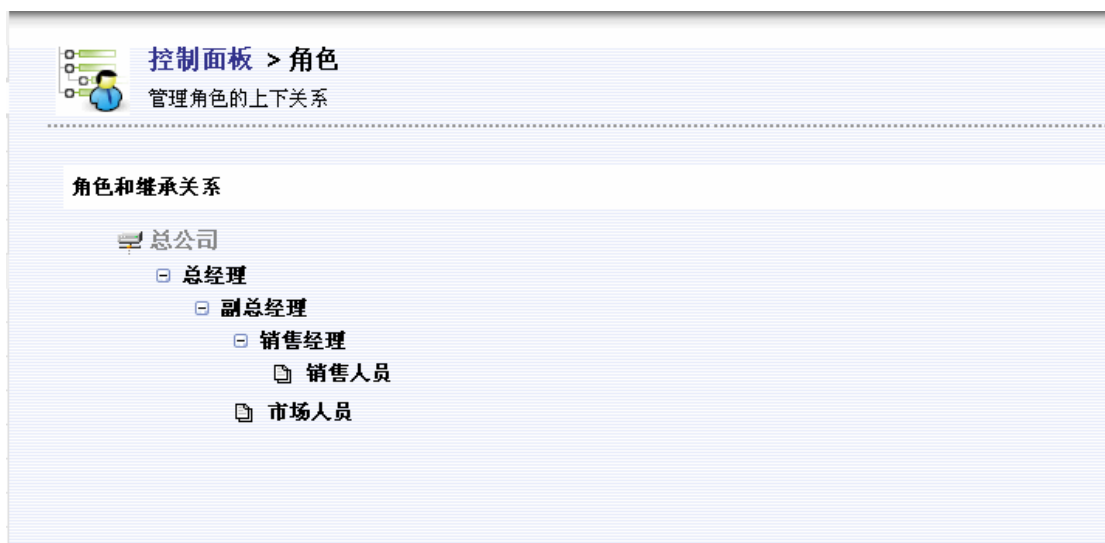 控制面板 > 角色
管理角色的上下关系
角色和继承关系
总公司
总经理
副总经理
销售经理
销售人员
市场人员